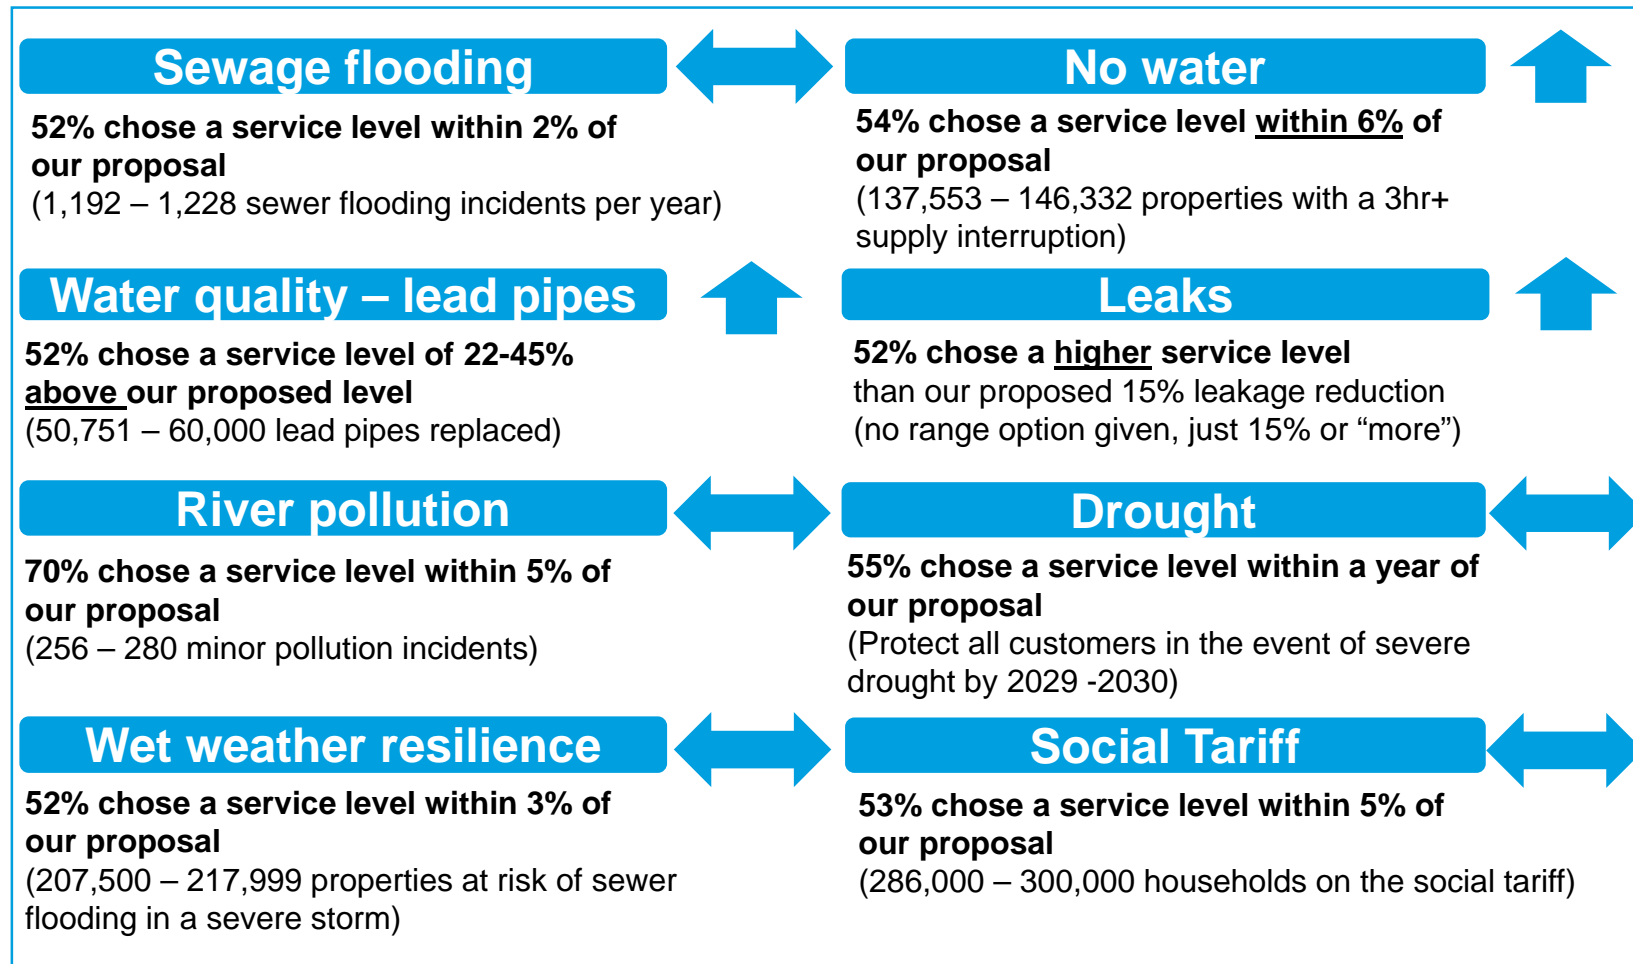 Sewage flooding
52% chose a service level within 2% of
our proposal
(1,192 – 1,228 sewer flooding incidents per year)
No water
54% chose a service level within 6% of
our proposal
(137,553 – 146,332 properties with a 3hr+
supply interruption)
Water quality – lead pipes
52% chose a service level of 22-45%
above our proposed level
(50,751 – 60,000 lead pipes replaced)
Leaks
52% chose a higher service level
than our proposed 15% leakage reduction
(no range option given, just 15% or “more”)
River pollution
70% chose a service level within 5% of
our proposal
(256 – 280 minor pollution incidents)
Drought
55% chose a service level within a year of
our proposal
(Protect all customers in the event of severe
drought by 2029 -2030)
Wet weather resilience
52% chose a service level within 3% of
our proposal
(207,500 – 217,999 properties at risk of sewer
flooding in a severe storm)
Social Tariff
53% chose a service level within 5% of
our proposal
(286,000 – 300,000 households on the social tariff)